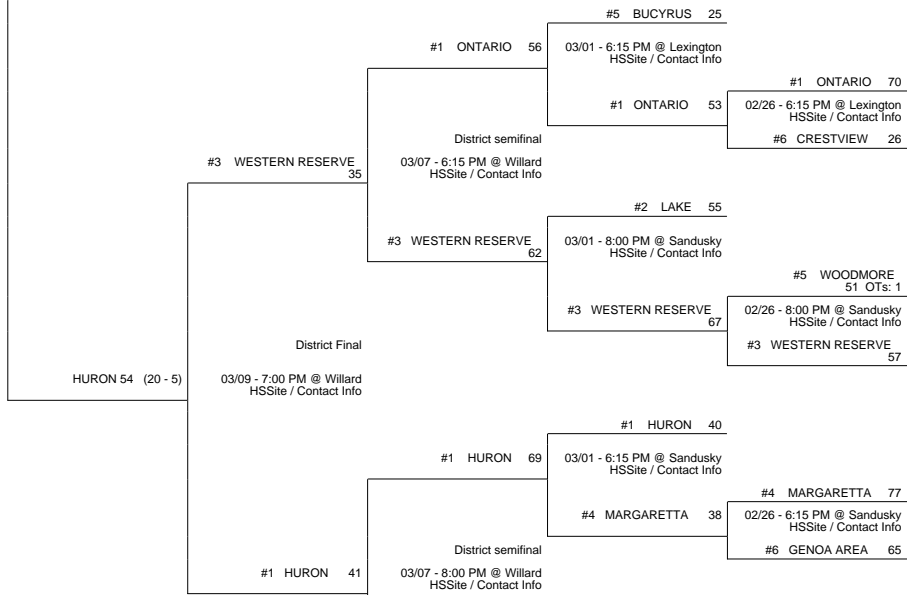 #5 BUCYRUS 25
#1 ONTARIO 56
03/01 - 6:15 PM @ Lexington
HSSite / Contact Info
#1 ONTARIO 70
#1 ONTARIO 53
02/26 - 6:15 PM @ Lexington
HSSite / Contact Info
District semifinal
#6 CRESTVIEW 26
#3 WESTERN RESERVE
35
03/07 - 6:15 PM @ Willard
HSSite / Contact Info
#2 LAKE 55
#3 WESTERN RESERVE
62
03/01 - 8:00 PM @ Sandusky
HSSite / Contact Info
#5 WOODMORE
51 OTs: 1
#3 WESTERN RESERVE
67
02/26 - 8:00 PM @ Sandusky
HSSite / Contact Info
District Final
#3 WESTERN RESERVE
57
HURON 54 (20 - 5)
03/09 - 7:00 PM @ Willard
HSSite / Contact Info
#1 HURON 40
#1 HURON 69
03/01 - 6:15 PM @ Sandusky
HSSite / Contact Info
#4 MARGARETTA 77
#4 MARGARETTA 38
02/26 - 6:15 PM @ Sandusky
HSSite / Contact Info
District semifinal
#6 GENOA AREA 65
#1 HURON 41
03/07 - 8:00 PM @ Willard
HSSite / Contact Info